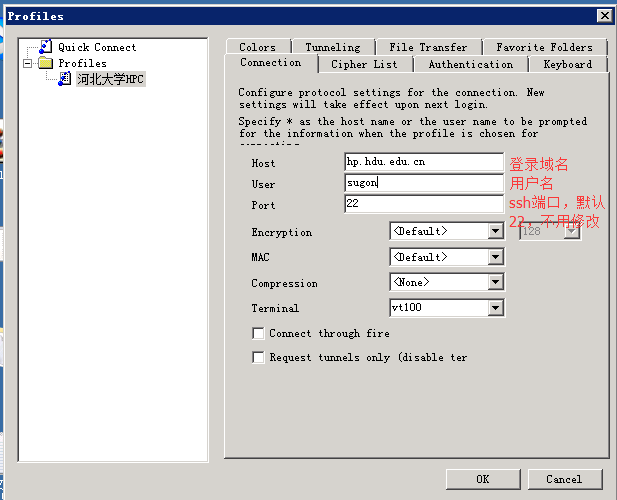 Profiles
Quick Connect
Profiles
河北大学HPC
Colors
Tunneling
File Transfer
Favorite Folders
Connection
Cipher List
Authentication
Keyboard
Configure protocol settings for the connection. New
settings will take effect upon next login.
Specify * as the host name or the user name to be prompted
for the information when the profile is chosen for
Host
hp.hdu.edu.cn
登录域名
User
sugon
用户名
Port
22
ssh端口，默认
22，不用修改
Encryption
<Default>
128
MAC
<Default>
Compression
<None>
Terminal
vt100
Connect through fire
Request tunnels only (disable ter
OK
Cancel